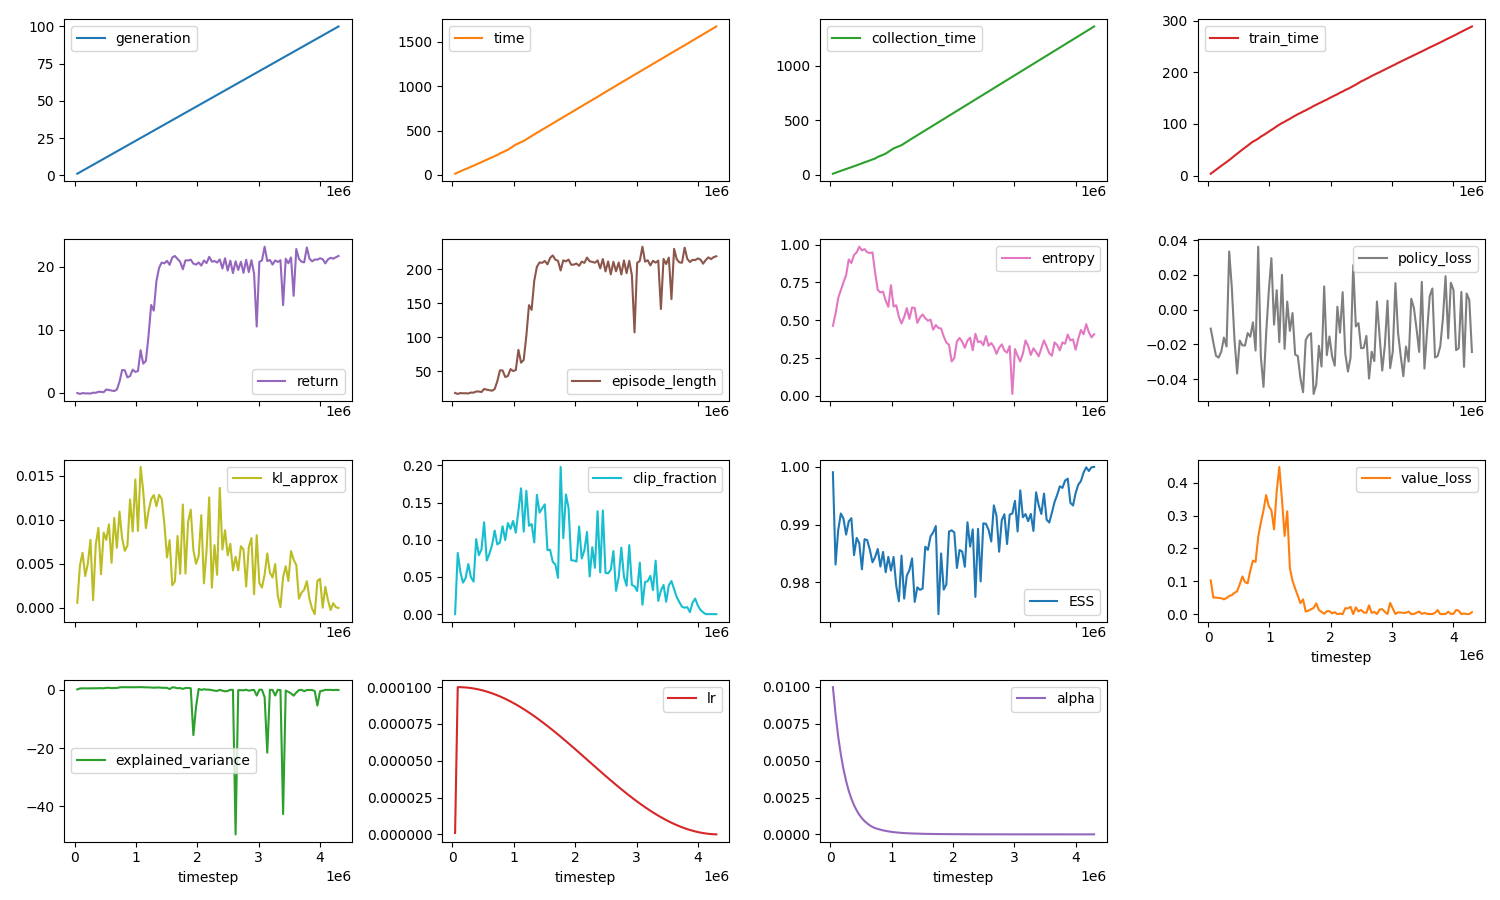 100 75 50 25 0 generation 1e6
1500 1000 500 0 time 1e6
1000 500 0 collection_time 1e6
300 200 100 0 train_time 1e6
20 10 0 return 1e6
200 150 100 50 episode_length 1e6
1.00 0.75 0.50 0.25 0.00 entropy 1e6
0.04 0.02 0.00 −0.02 −0.04 policy_loss
0.015 0.010 0.005 0.000 kl_approx 1e6
0.20 0.15 0.10 0.05 0.00 clip_fraction 1e6
1.00 0.99 0.98 ESS 1e6
0.4 0.3 0.2 0.1 0.0 value_loss
0 1 2 3 4 1e6
timestep
0 −20 −40 explained_variance
0 1 2 3 4 1e6
timestep
0.000100 0.000075 0.000050 0.000025 0.000000 lr
0 1 2 3 4 1e6
timestep
0.0100 0.0075 0.0050 0.0025 0.0000 alpha
0 1 2 3 4 1e6
timestep